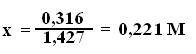 x = 0,316 / 1,427 = 0,221 M